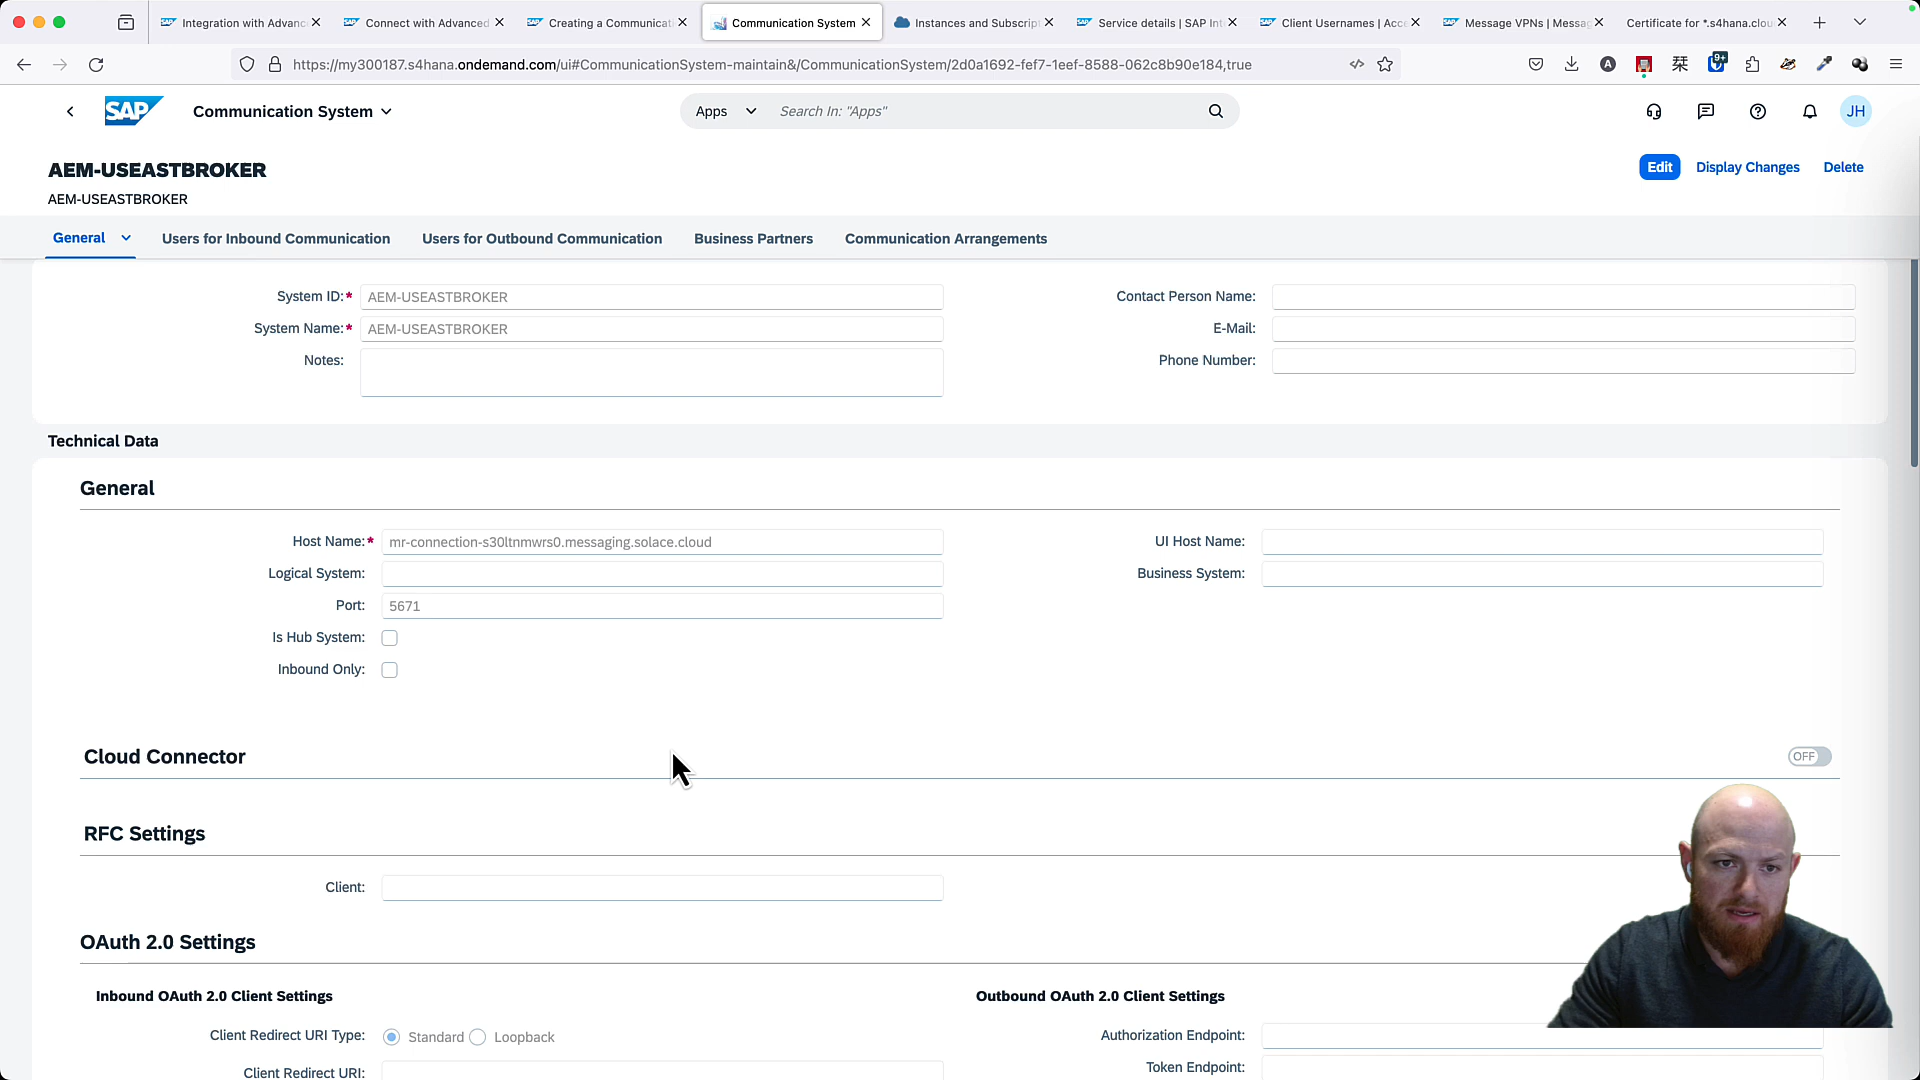 Integration with Advanc
Connect with Advanced
Creating a Communicat
Communication System
Instances and Subscript
Service details | SAP Int
Client Usernames | Acce
Message VPNs | Messag
Certificate for *.s4hana.clou
https://my300187.s4hana.ondemand.com/ui#CommunicationSystem-maintain&/CommunicationSystem/2d0a1692-fef7-1eef-8588-062c8b90e184,true
9+
SAP
Communication System
Apps
Search In: "Apps"
JH
AEM-USEASTBROKER
Edit
Display Changes
Delete
AEM-USEASTBROKER
General
Users for Inbound Communication
Users for Outbound Communication
Business Partners
Communication Arrangements
System ID:* AEM-USEASTBROKER
Contact Person Name:
System Name:* AEM-USEASTBROKER
E-Mail:
Notes:
Phone Number:
Technical Data
General
Host Name:* mr-connection-s30ltnmwrs0.messaging.solace.cloud
UI Host Name:
Logical System:
Business System:
Port: 5671
Is Hub System:
Inbound Only:
Cloud Connector
OFF
RFC Settings
Client:
OAuth 2.0 Settings
Inbound OAuth 2.0 Client Settings
Outbound OAuth 2.0 Client Settings
Client Redirect URI Type: Standard Loopback
Authorization Endpoint:
Client Redirect URI:
Token Endpoint: